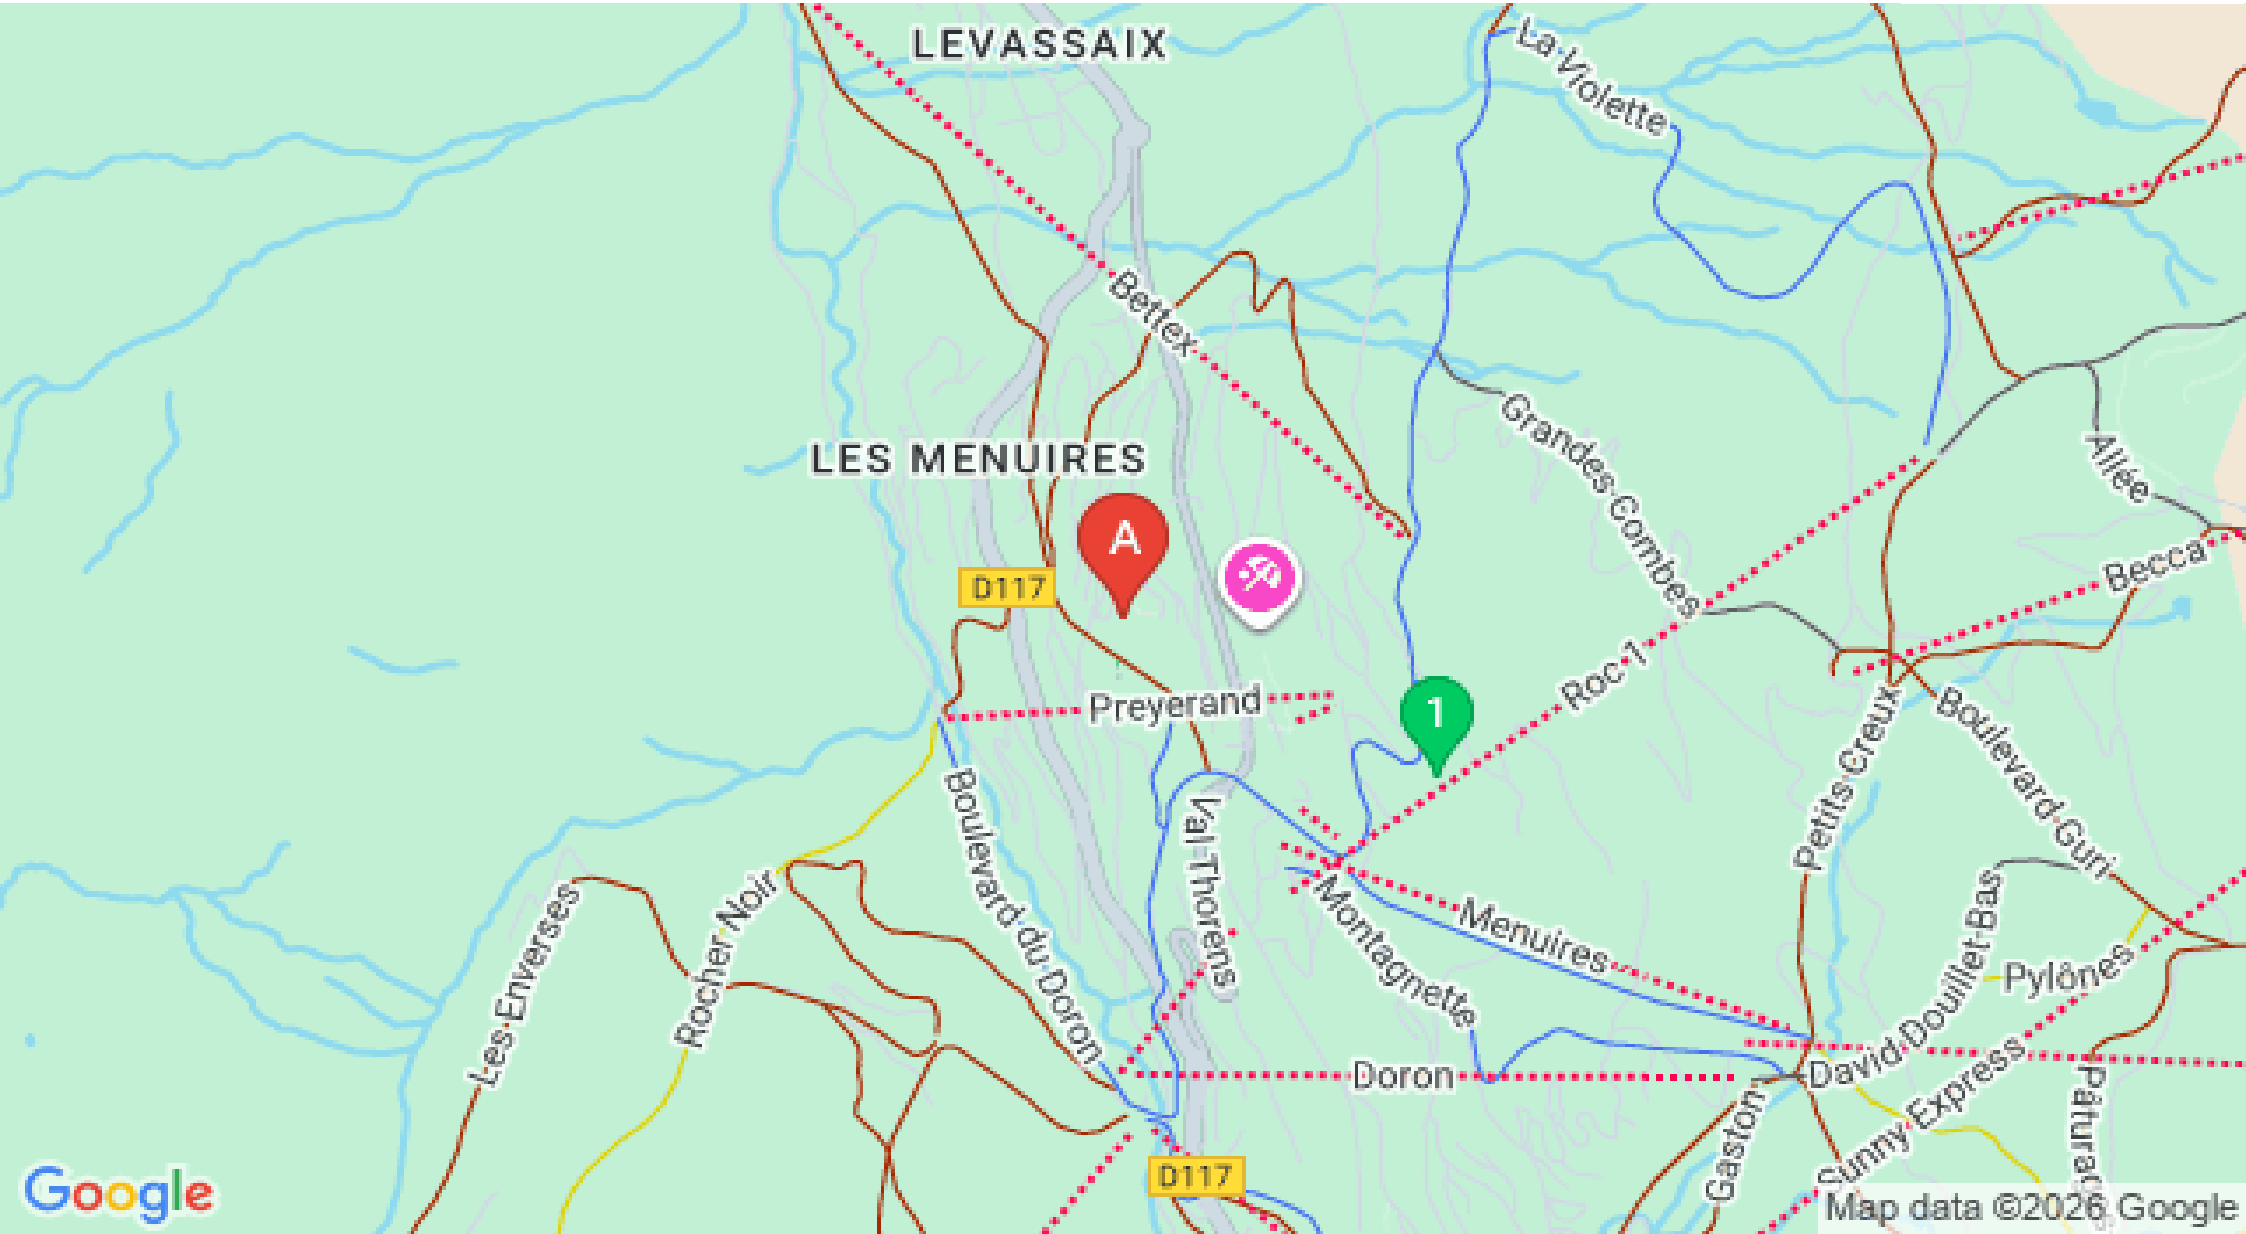 LEVASSAIX
La Violette
Bettex
Grandes Combes
Allée
LES MENUIRES
A
D117
Becca
Roc 1
Preyerand
1
Petits Creux
Boulevard Guri
Boulevard du Doron
Val Thorens
Les Enverses
Rocher Noir
Montagnette
Menuires
David Douillet Bas
Pylônes
Doron
Sunny Express
Gaston
D117
Google
Map data ©2026 Google